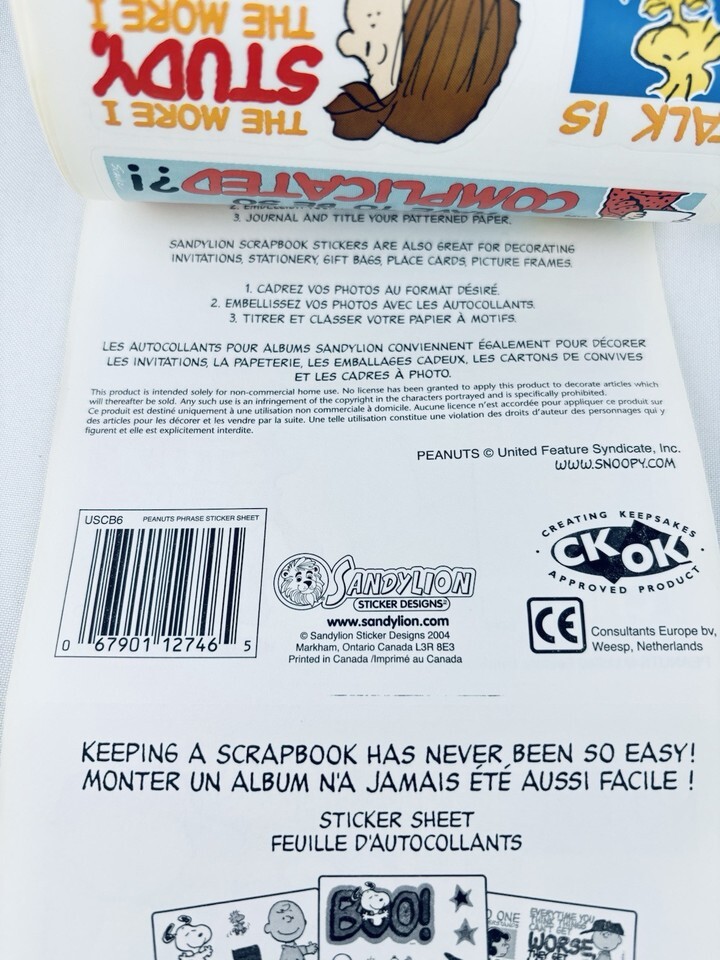 THE MORE I
STUDY,
THE MORE I
TALK IS
COMPLICATED?!
3. JOURNAL AND TITLE YOUR PATTERNED PAPER.
SANDYLION SCRAPBOOK STICKERS ARE ALSO GREAT FOR DECORATING
INVITATIONS, STATIONERY, GIFT BAGS, PLACE CARDS, PICTURE FRAMES.
1. CADREZ VOS PHOTOS AU FORMAT DÉSIRÉ.
2. EMBELLISSEZ VOS PHOTOS AVEC LES AUTOCOLLANTS.
3. TITRER ET CLASSER VOTRE PAPIER À MOTIFS.
LES AUTOCOLLANTS POUR ALBUMS SANDYLION CONVIENNENT ÉGALEMENT POUR DÉCORER
LES INVITATIONS, LA PAPETERIE, LES EMBALLAGES CADEUX, LES CARTONS DE CONVIVES
ET LES CADRES À PHOTO.
This product is intended solely for non-commercial home use. No license has been granted to apply this product to decorate articles which
will thereafter be sold. Any such use is an infringement of the copyright in the characters portrayed and is specifically prohibited.
Ce produit est destiné uniquement à une utilisation non commerciale à domicile. Aucune licence n'est accordée pour appliquer ce produit sur
des articles pour les décorer et les vendre par la suite. Une telle utilisation constitue une violation des droits d'auteur des personnages qui y
figurent et elle est explicitement interdite.
PEANUTS © United Feature Syndicate, Inc.
WWW.SNOOPY.COM
USCB6 PEANUTS PHRASE STICKER SHEET
0 67901 12746 5
SANDYLION
STICKER DESIGNS
www.sandylion.com
© Sandylion Sticker Designs 2004
Markham, Ontario Canada L3R 8E3
Printed in Canada /Imprimé au Canada
CREATING KEEPSAKES
CK OK
APPROVED PRODUCT
CE
Consultants Europe bv,
Weesp, Netherlands
KEEPING A SCRAPBOOK HAS NEVER BEEN SO EASY!
MONTER UN ALBUM N'A JAMAIS ÉTÉ AUSSI FACILE !
STICKER SHEET
FEUILLE D'AUTOCOLLANTS
BOO!
ONE
EVERYTIME YOU
THINK THINGS
CAN'T GET
WORSE
THEY GET